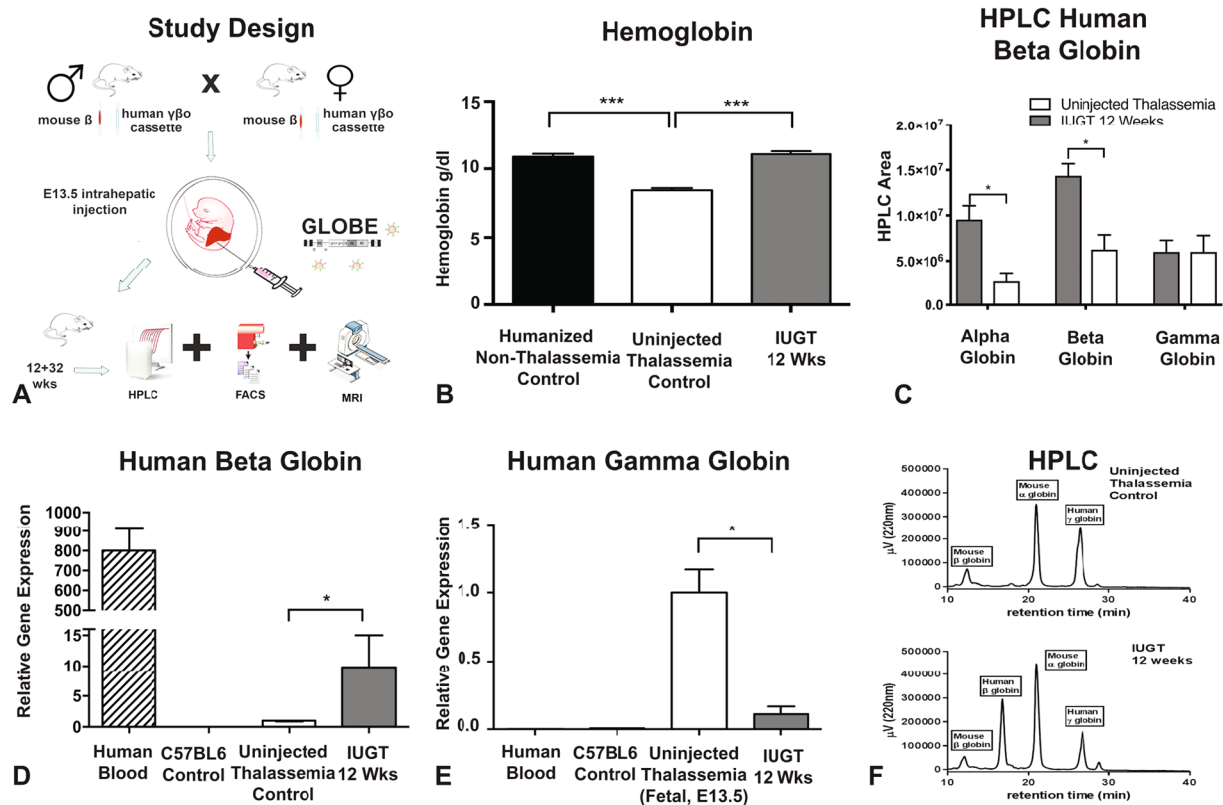 Study Design
mouse ß
human γβo
cassette
X
mouse ß
human γβo
cassette
E13.5 intrahepatic
injection
GLOBE
12+32
wks
HPLC
FACS
MRI
A
Hemoglobin
Hemoglobin g/dl
15
10
5
0
***
***
Humanized
Non-Thalassemia
Control
Uninjected
Thalassemia
Control
IUGT
12 Wks
B
HPLC Human
Beta Globin
Uninjected Thalassemia
IUGT 12 Weeks
HPLC Area
2.0×10⁷
1.5×10⁷
1.0×10⁷
5.0×10⁶
0.0
*
*
Alpha
Globin
Beta
Globin
Gamma
Globin
C
Human Beta Globin
Relative Gene Expression
1000
900
800
700
600
500
15
10
5
0
*
Human
Blood
C57BL6
Control
Uninjected
Thalassemia
Control
IUGT
12 Wks
D
Human Gamma Globin
Relative Gene Expression
1.5
1.0
0.5
0.0
*
Human
Blood
C57BL6
Control
Uninjected
Thalassemia
(Fetal, E13.5)
IUGT
12 Wks
E
HPLC
Uninjected
Thalassemia
Control
µV (220nm)
500000
400000
300000
200000
100000
0
Mouse
β globin
Mouse
α globin
Human
γ globin
10
20
30
40
retention time (min)
IUGT
12 weeks
µV (220nm)
500000
400000
300000
200000
100000
0
Mouse
β globin
Human
β globin
Mouse
α globin
Human
γ globin
10
20
30
40
retention time (min)
F